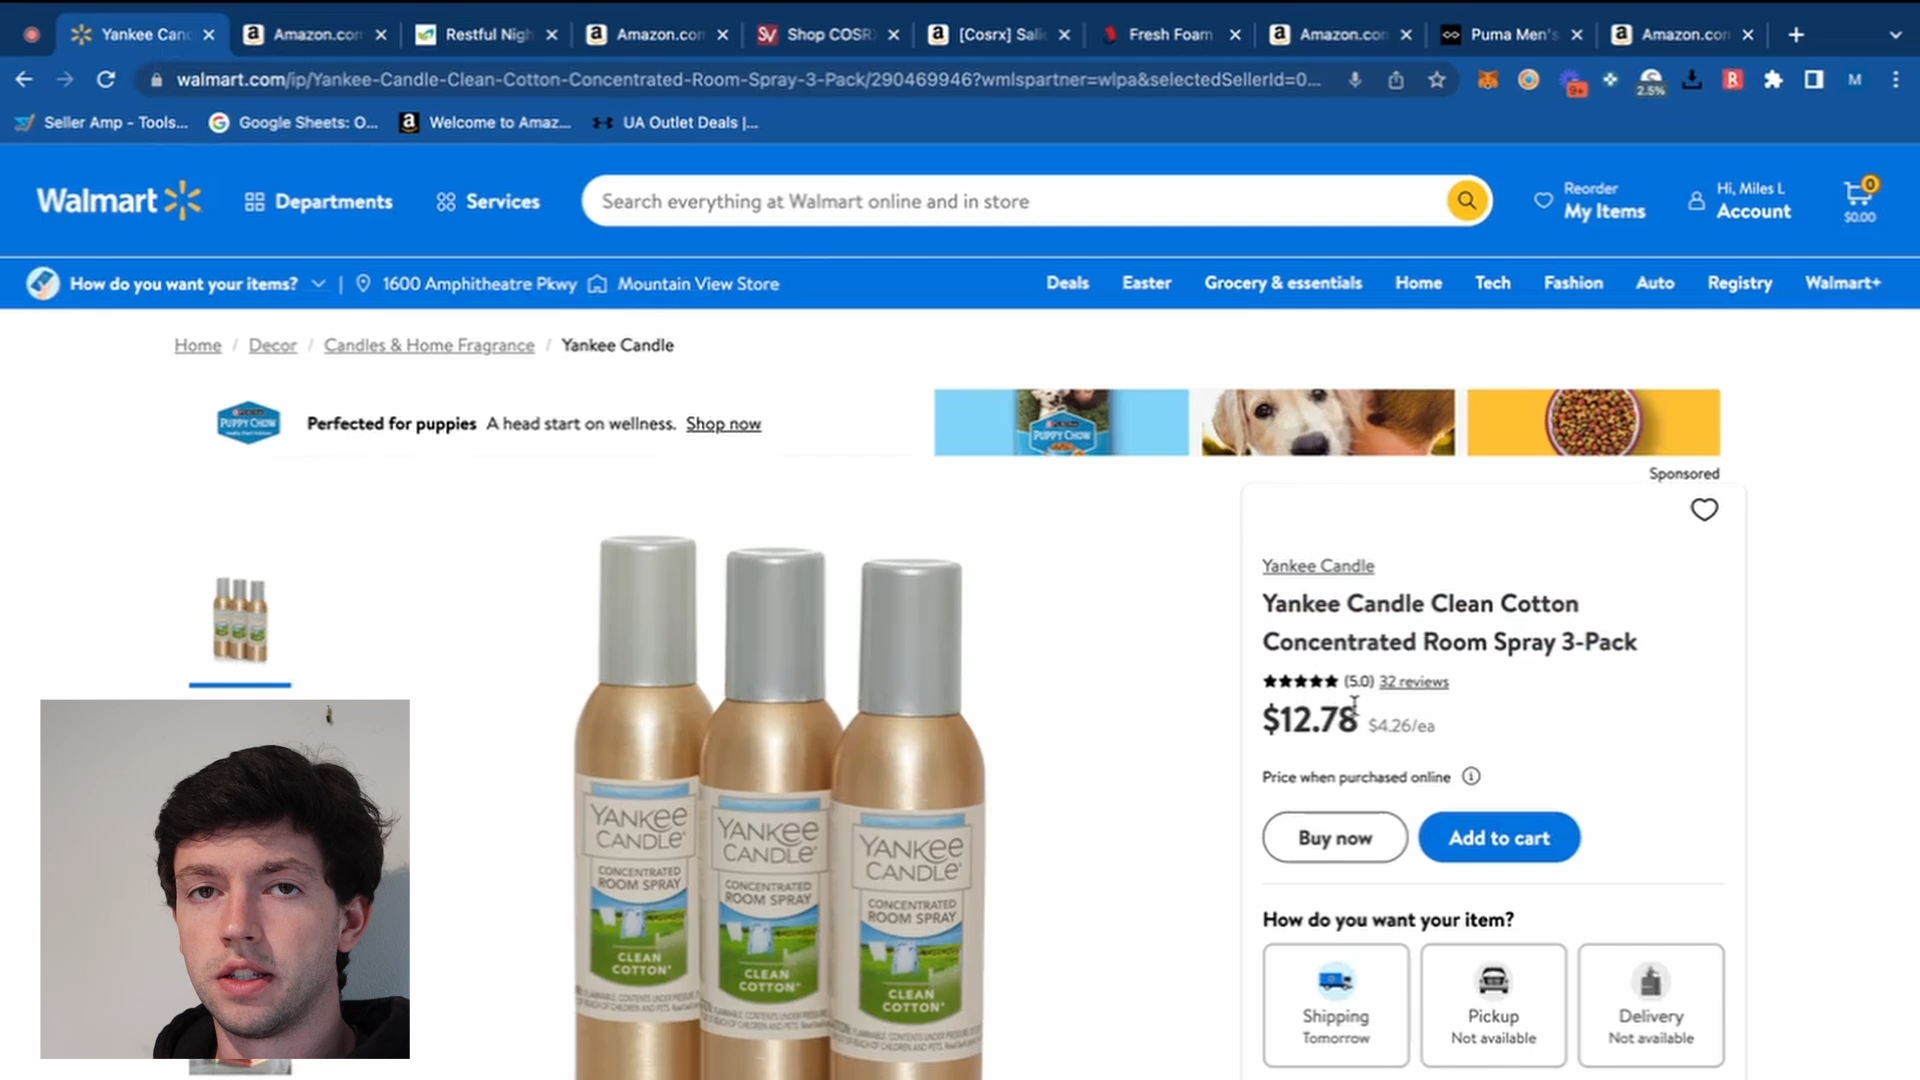 Yankee Canc
Amazon.con
Restful Nigh
Amazon.con
Shop COSR
[Cosrx] Sali
Fresh Foam
Amazon.con
Puma Men's
Amazon.con
walmart.com/ip/Yankee-Candle-Clean-Cotton-Concentrated-Room-Spray-3-Pack/290469946?wmlspartner=wlpa&selectedSellerId=0...
9+
2.5%
R
M
Seller Amp - Tools...
Google Sheets: O...
Welcome to Amaz...
UA Outlet Deals |...
Walmart
Departments
Services
Search everything at Walmart online and in store
Reorder
My Items
Hi, Miles L
Account
0
$0.00
How do you want your items?
1600 Amphitheatre Pkwy
Mountain View Store
Deals
Easter
Grocery & essentials
Home
Tech
Fashion
Auto
Registry
Walmart+
Home / Decor / Candles & Home Fragrance / Yankee Candle
PUPPY CHOW
Perfected for puppies A head start on wellness. Shop now
PUPPY CHOW
Sponsored
Yankee Candle
Yankee Candle Clean Cotton
Concentrated Room Spray 3-Pack
(5.0) 32 reviews
$12.78 $4.26/ea
Price when purchased online
Buy now
Add to cart
How do you want your item?
Shipping
Tomorrow
Pickup
Not available
Delivery
Not available
YANKEE
CANDLE
CONCENTRATED
ROOM SPRAY
CLEAN
COTTON
YANKEE
CANDLE
CONCENTRATED
ROOM SPRAY
CLEAN
COTTON
YANKEE
CANDLE
CONCENTRATED
ROOM SPRAY
CLEAN
COTTON